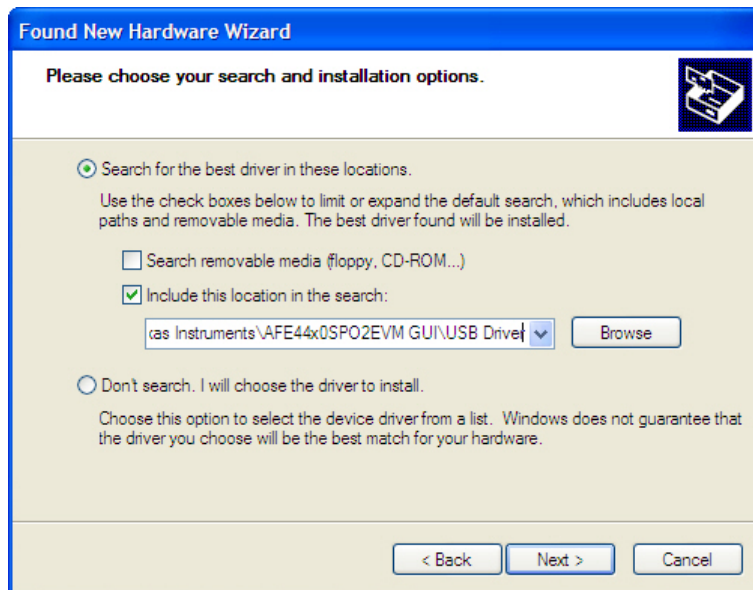 Found New Hardware Wizard
Please choose your search and installation options.
Search for the best driver in these locations.
Use the check boxes below to limit or expand the default search, which includes local
paths and removable media. The best driver found will be installed.
Search removable media (floppy, CD-ROM...)
Include this location in the search:
as Instruments\AFE44x0SPO2EVM GUI\USB Driver
Browse
Don't search. I will choose the driver to install.
Choose this option to select the device driver from a list. Windows does not guarantee that
the driver you choose will be the best match for your hardware.
< Back
Next >
Cancel